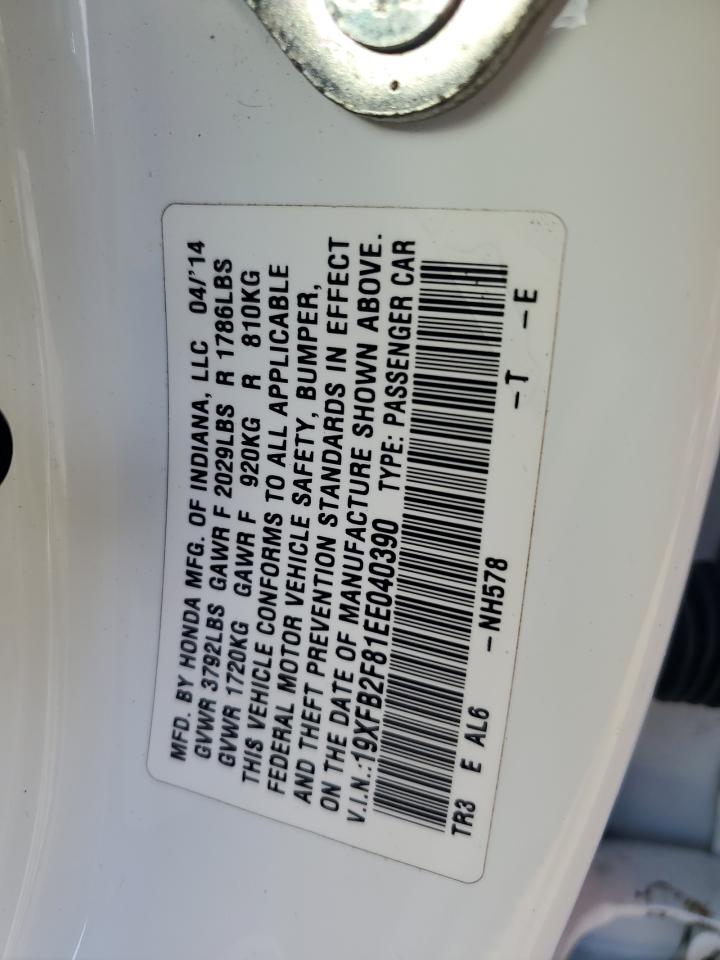 MFD. BY HONDA MFG. OF INDIANA, LLC 04/'14
GVWR 3792LBS GAWR F 2029LBS R 1786LBS
GVWR 1720KG GAWR F 920KG R 810KG
THIS VEHICLE CONFORMS TO ALL APPLICABLE
FEDERAL MOTOR VEHICLE SAFETY, BUMPER,
AND THEFT PREVENTION STANDARDS IN EFFECT
ON THE DATE OF MANUFACTURE SHOWN ABOVE.
V.I.N.:19XFB2F81EE040390 TYPE: PASSENGER CAR
TR3 E AL6 -NH578 -T -E